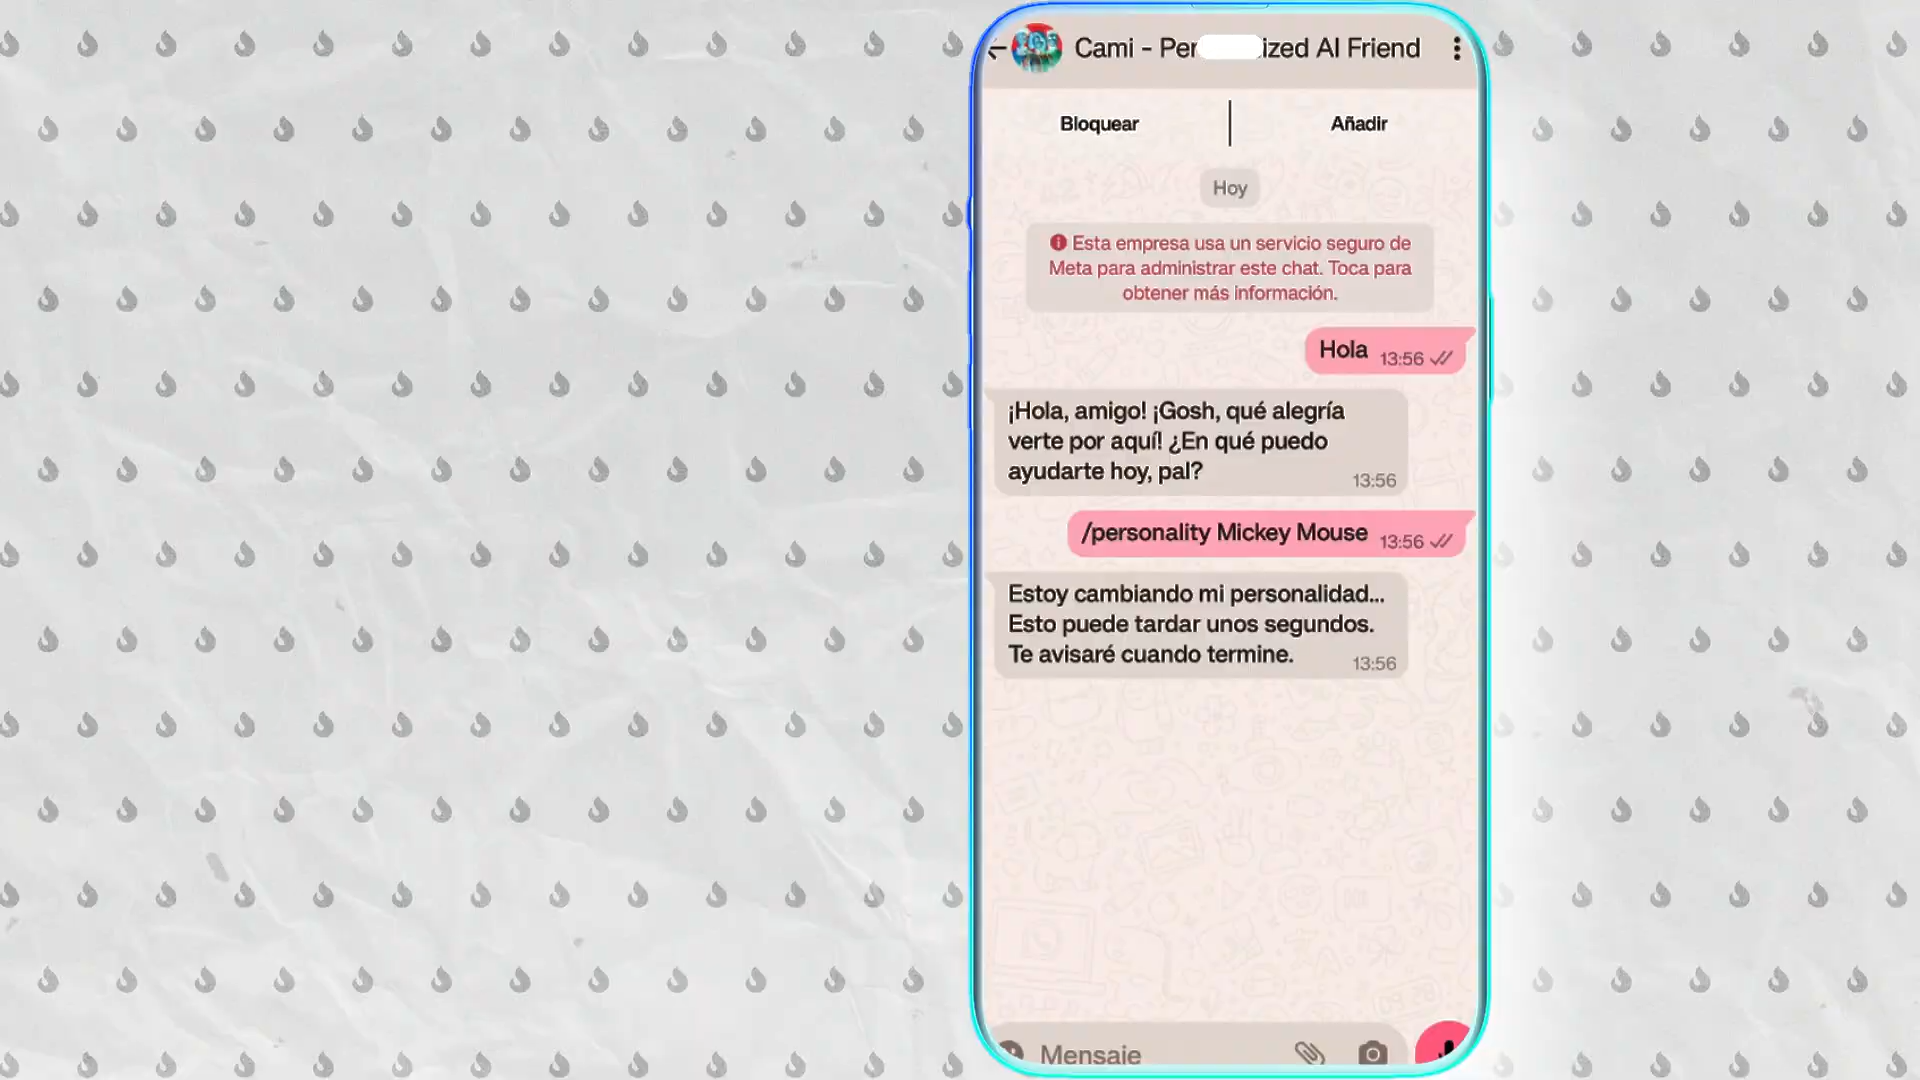 Cami - Per ized AI Friend
Bloquear
Añadir
Hoy
Esta empresa usa un servicio seguro de
Meta para administrar este chat. Toca para
obtener más información.
Hola 13:56
¡Hola, amigo! ¡Gosh, qué alegría
verte por aquí! ¿En qué puedo
ayudarte hoy, pal? 13:56
/personality Mickey Mouse 13:56
Estoy cambiando mi personalidad...
Esto puede tardar unos segundos.
Te avisaré cuando termine. 13:56
Mensaje